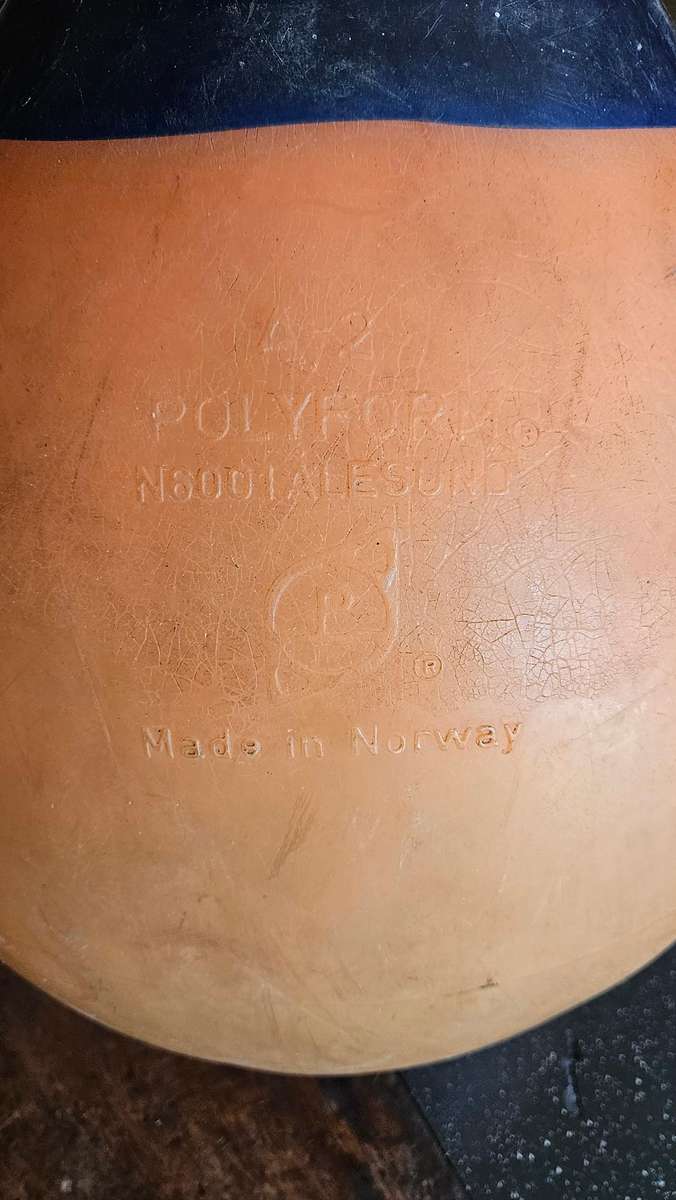 A-2
POLYFORM®
N6001 ALESUND
®
Made in Norway